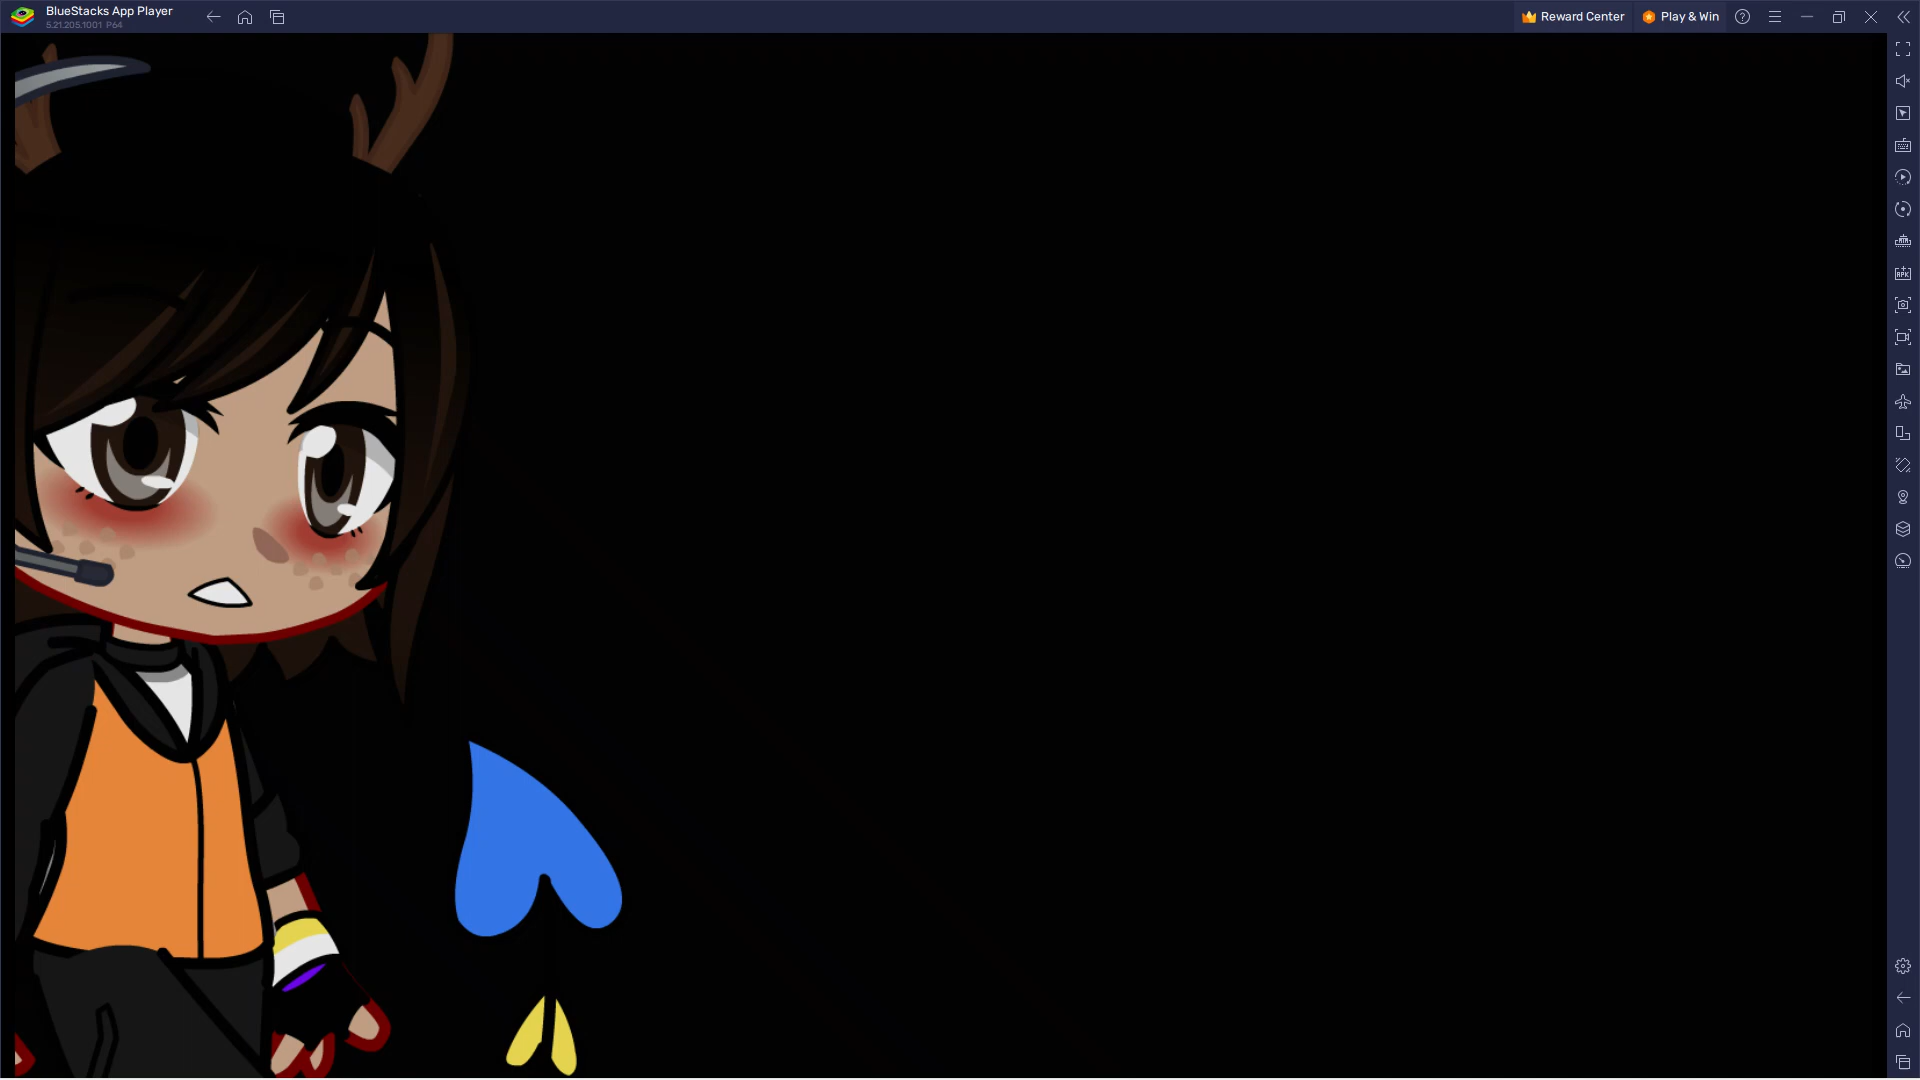 BlueStacks App Player
5.21.205.1001 P64
Reward Center
Play & Win